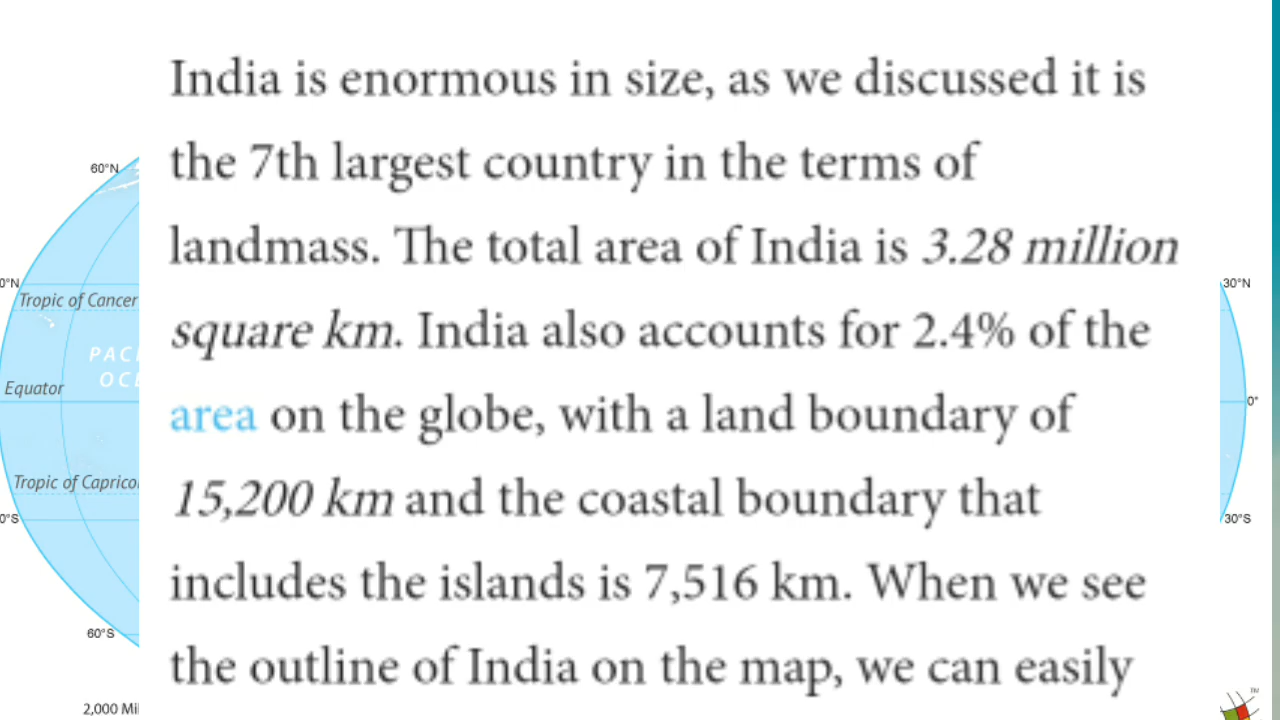 India is enormous in size, as we discussed it is
the 7th largest country in the terms of
landmass. The total area of India is 3.28 million
square km. India also accounts for 2.4% of the
area on the globe, with a land boundary of
15,200 km and the coastal boundary that
includes the islands is 7,516 km. When we see
the outline of India on the map, we can easily
60°N
Tropic of Cancer
Equator
Tropic of
60°S
2,000
30°N
0°
30°S
TM